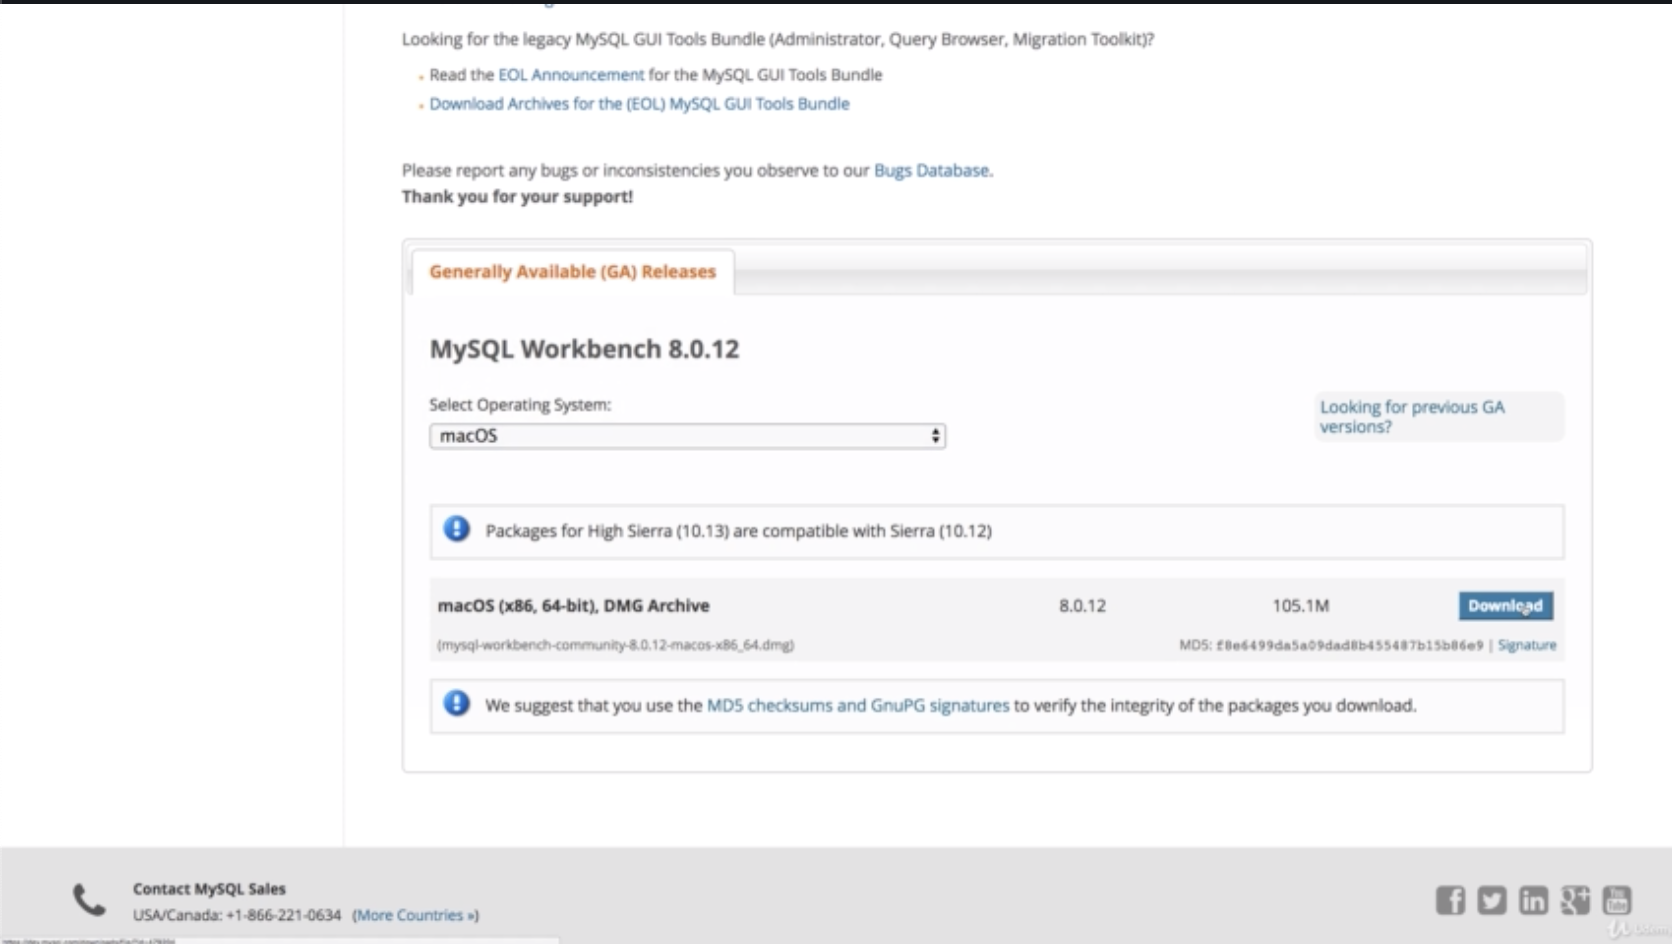 Looking for the legacy MySQL GUI Tools Bundle (Administrator, Query Browser, Migration Toolkit)?
Read the EOL Announcement for the MySQL GUI Tools Bundle
Download Archives for the (EOL) MySQL GUI Tools Bundle
Please report any bugs or inconsistencies you observe to our Bugs Database.
Thank you for your support!
Generally Available (GA) Releases
MySQL Workbench 8.0.12
Select Operating System:
macOS
Looking for previous GA
versions?
Packages for High Sierra (10.13) are compatible with Sierra (10.12)
macOS (x86, 64-bit), DMG Archive 8.0.12 105.1M Download
(mysql-workbench-community-8.0.12-macos-x86_64.dmg) MD5: f8e6499da5a09dad8b455487b15b86e9 | Signature
We suggest that you use the MD5 checksums and GnuPG signatures to verify the integrity of the packages you download.
Contact MySQL Sales
USA/Canada: +1-866-221-0634 (More Countries »)
You
Tube
Udemy